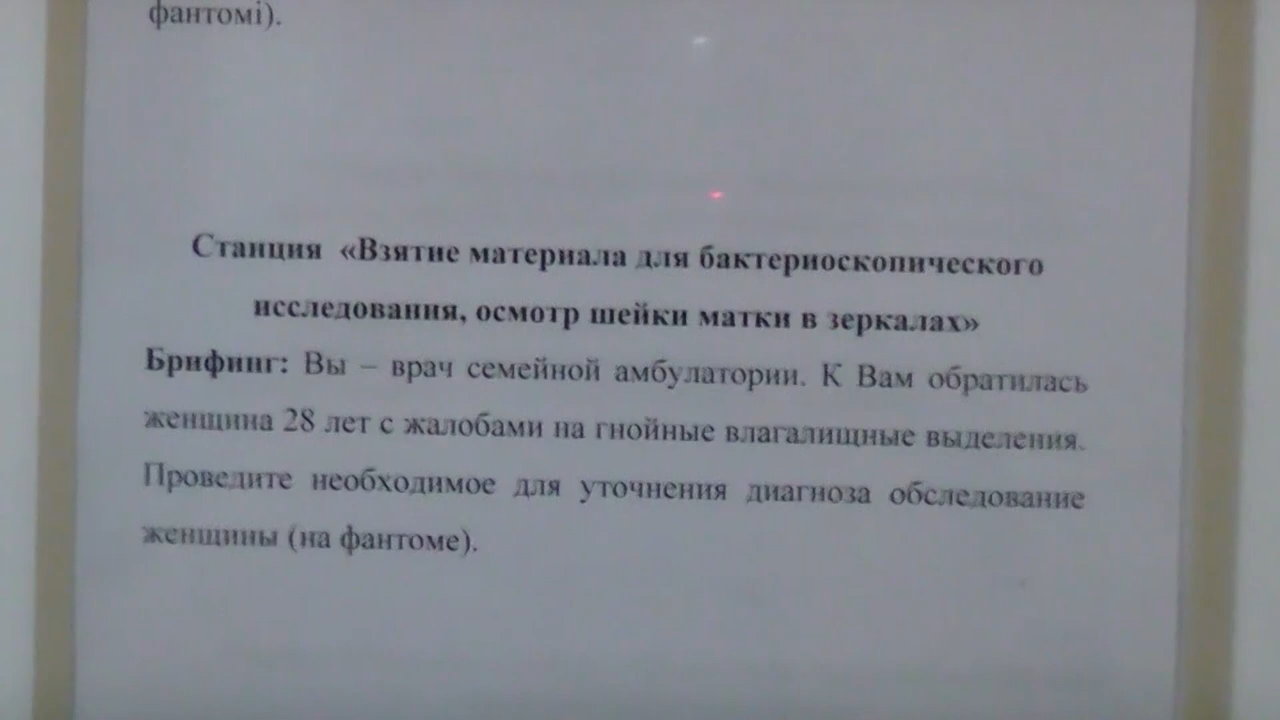 фантомі).
Станция «Взятие материала для бактериоскопического
исследования, осмотр шейки матки в зеркалах»
Брифинг: Вы – врач семейной амбулатории. К Вам обратилась
женщина 28 лет с жалобами на гнойные влагалищные выделения.
Проведите необходимое для уточнения диагноза обследование
женщины (на фантоме).